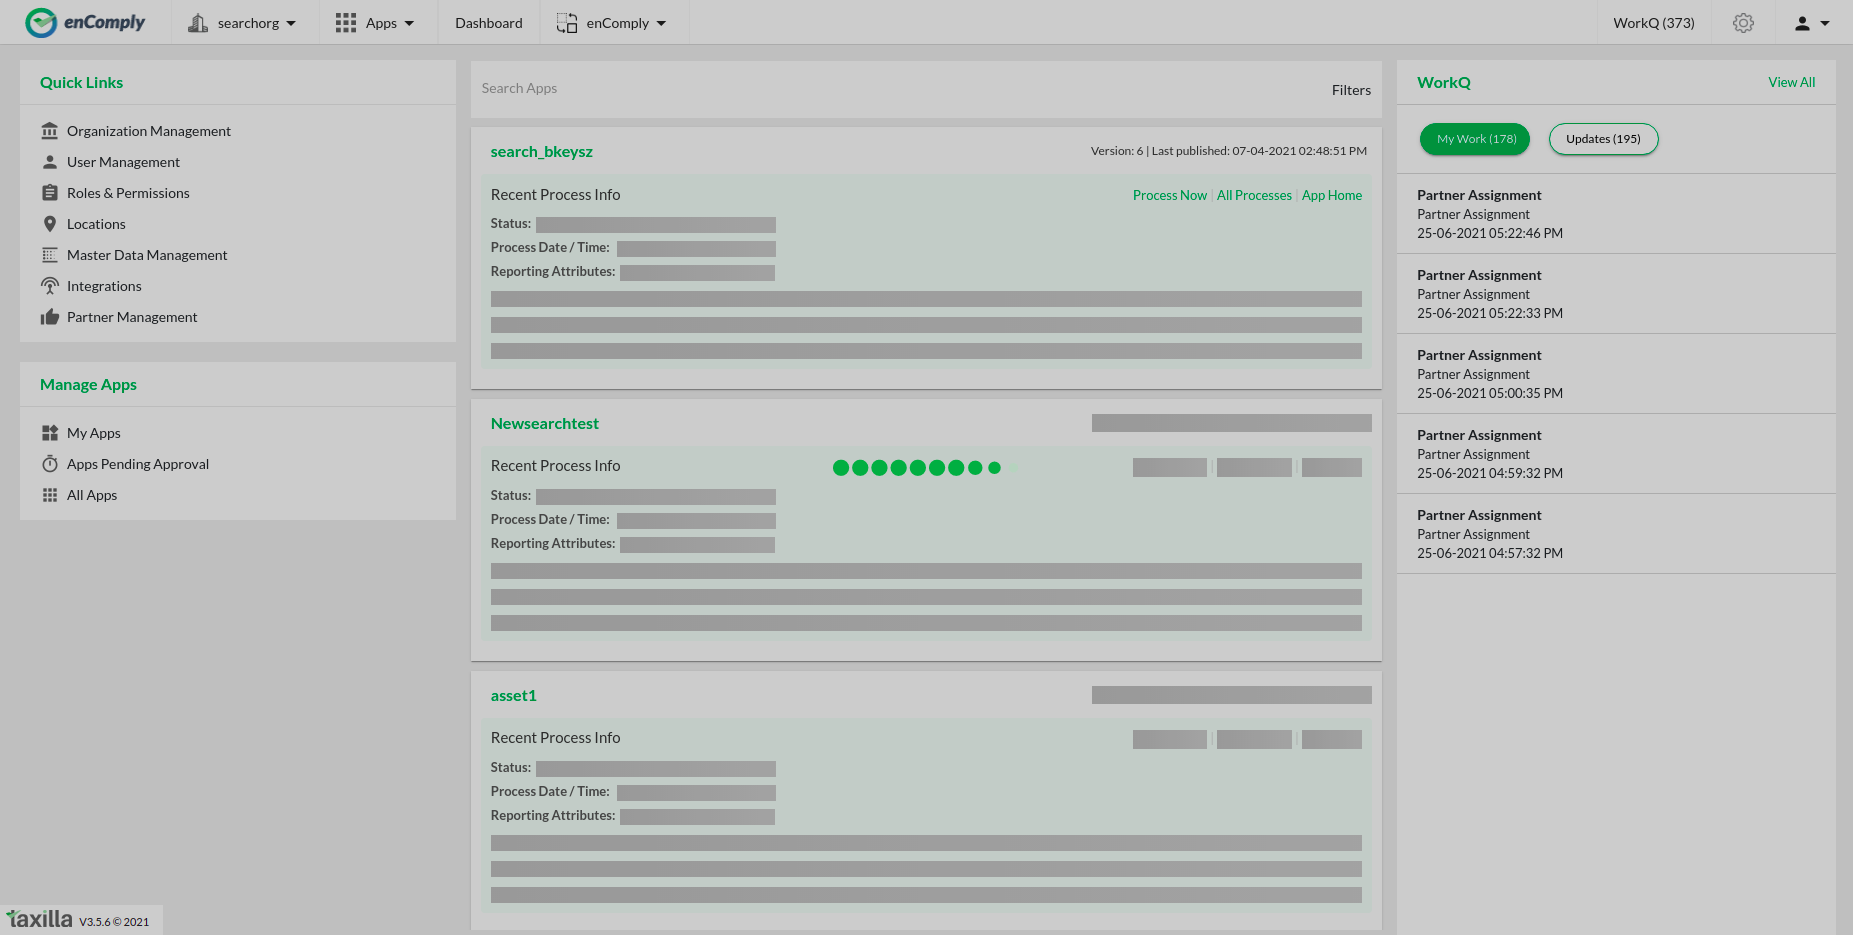 enComply
searchorg
Apps
Dashboard
enComply
WorkQ (373)
Quick Links
Organization Management
User Management
Roles & Permissions
Locations
Master Data Management
Integrations
Partner Management
Manage Apps
My Apps
Apps Pending Approval
All Apps
taxilla V3.5.6 © 2021
Search Apps
Filters
search_bkeysz
Version: 6 | Last published: 07-04-2021 02:48:51 PM
Recent Process Info
Process Now | All Processes | App Home
Status:
Process Date / Time:
Reporting Attributes:
Newsearchtest
Recent Process Info
Status:
Process Date / Time:
Reporting Attributes:
asset1
Recent Process Info
Status:
Process Date / Time:
Reporting Attributes:
WorkQ
View All
My Work (178)
Updates (195)
Partner Assignment
Partner Assignment
25-06-2021 05:22:46 PM
Partner Assignment
Partner Assignment
25-06-2021 05:22:33 PM
Partner Assignment
Partner Assignment
25-06-2021 05:00:35 PM
Partner Assignment
Partner Assignment
25-06-2021 04:59:32 PM
Partner Assignment
Partner Assignment
25-06-2021 04:57:32 PM